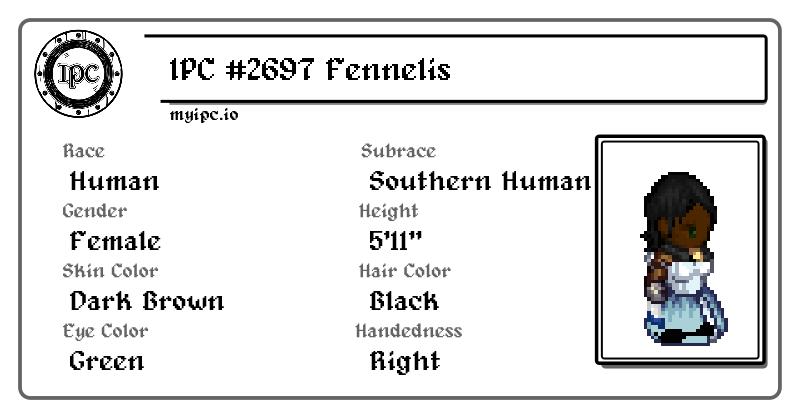 IPC
IPC #2697 Fennelis
myipc.io
Race
Human
Subrace
Southern Human
Gender
Female
Height
5'11"
Skin Color
Dark Brown
Hair Color
Black
Eye Color
Green
Handedness
Right